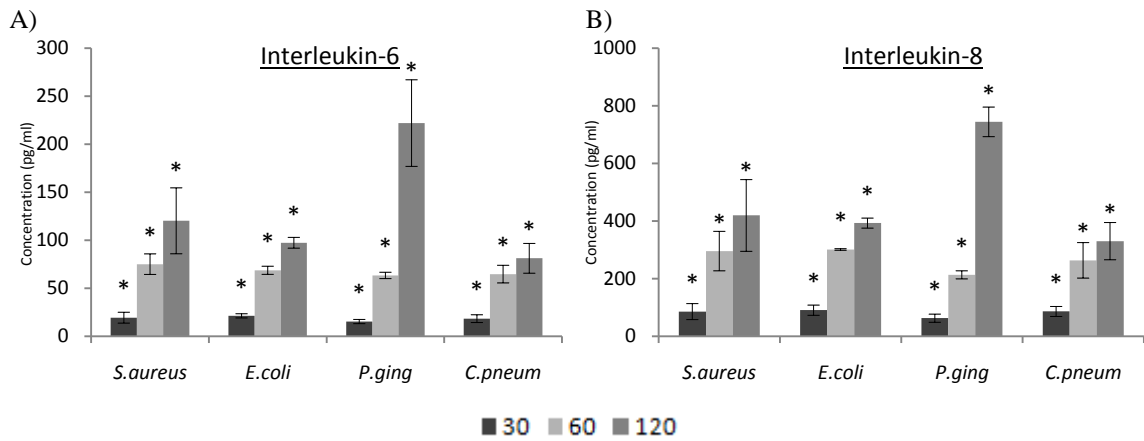 A)
Interleukin-6
Concentration (pg/ml)
300
250
200
150
100
50
0
* * * * * * * * * * * *
S.aureus E.coli P.ging C.pneum
B)
Interleukin-8
Concentration (pg/ml)
1000
800
600
400
200
0
* * * * * * * * * * * *
S.aureus E.coli P.ging C.pneum
30 60 120